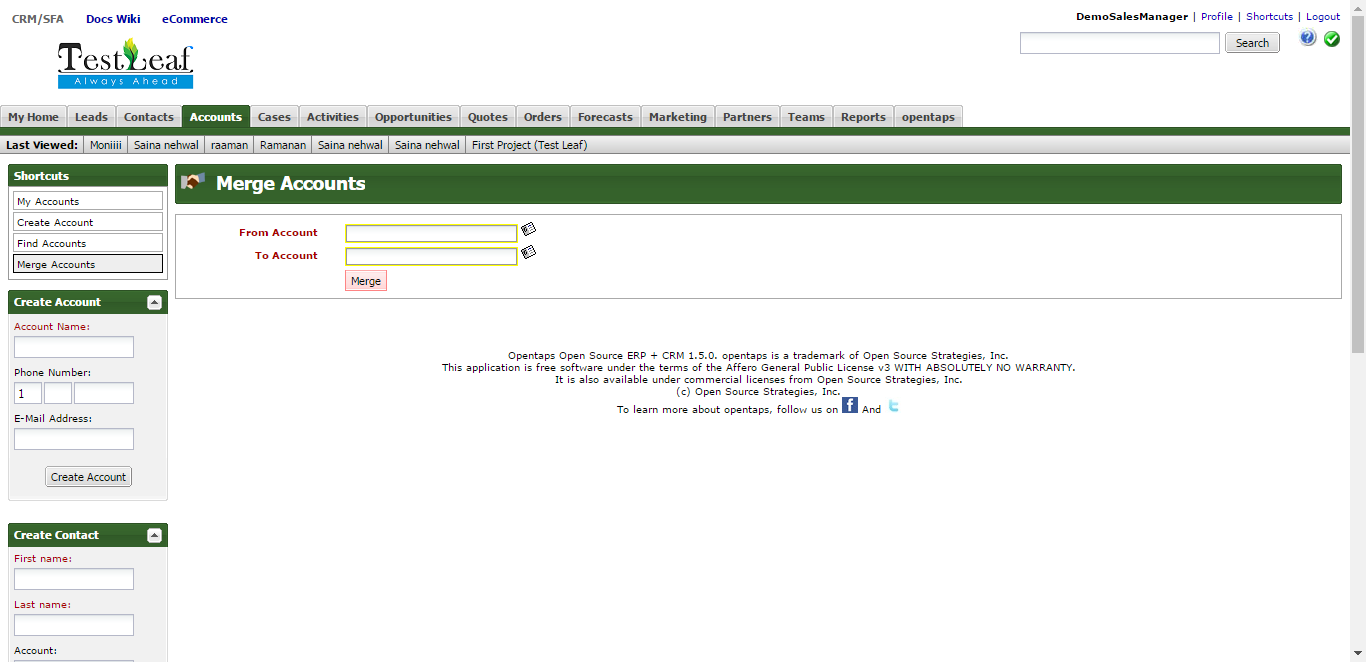 CRM/SFA Docs Wiki eCommerce
DemoSalesManager | Profile | Shortcuts | Logout
TestLeaf
Always Ahead
Search
My Home Leads Contacts Accounts Cases Activities Opportunities Quotes Orders Forecasts Marketing Partners Teams Reports opentaps
Last Viewed: Moniiii Saina nehwal raaman Ramanan Saina nehwal Saina nehwal First Project (Test Leaf)
Shortcuts
My Accounts
Create Account
Find Accounts
Merge Accounts
Create Account
Account Name:
Phone Number:
1
E-Mail Address:
Create Account
Create Contact
First name:
Last name:
Account:
Merge Accounts
From Account
To Account
Merge
Opentaps Open Source ERP + CRM 1.5.0. opentaps is a trademark of Open Source Strategies, Inc.
This application is free software under the terms of the Affero General Public License v3 WITH ABSOLUTELY NO WARRANTY.
It is also available under commercial licenses from Open Source Strategies, Inc.
(c) Open Source Strategies, Inc.
To learn more about opentaps, follow us on f And t